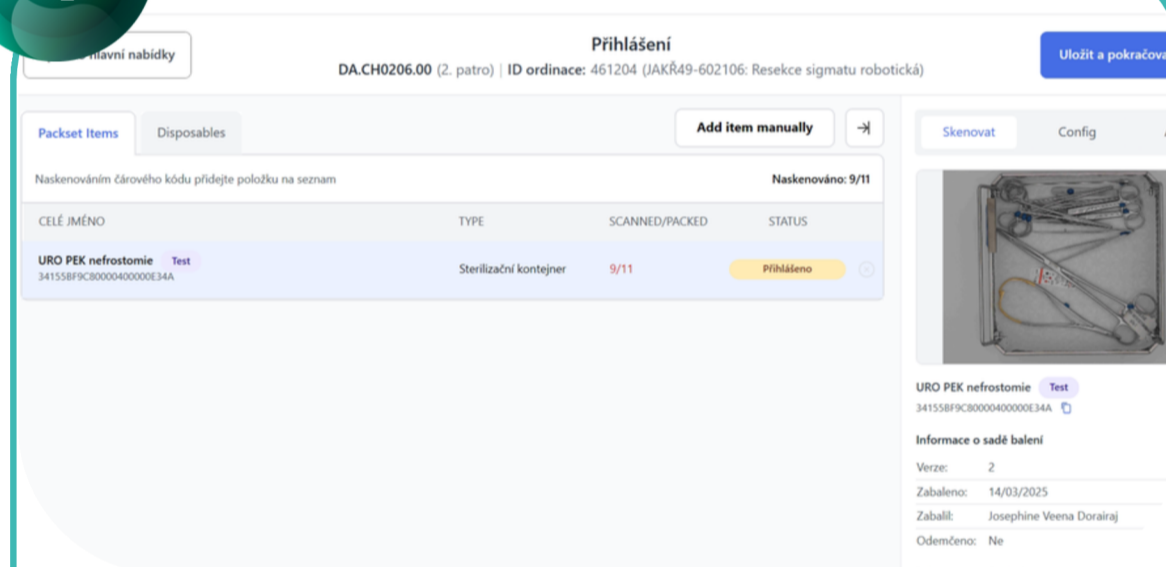 hlavní nabídky
Přihlášení
DA.CH0206.00 (2. patro) | ID ordinace: 461204 (JAKŘ49-602106: Resekce sigmatu robotická)
Uložit a pokračova
Packset Items
Disposables
Add item manually
Skenovat
Config
Naskenováním čárového kódu přidejte položku na seznam
Naskenováno: 9/11
CELÉ JMÉNO
TYPE
SCANNED/PACKED
STATUS
URO PEK nefrostomie Test
34155BF9C80000400000E34A
Sterilizační kontejner
9/11
Přihlášeno
URO PEK nefrostomie Test
34155BF9C80000400000E34A
Informace o sadě balení
Verze: 2
Zabaleno: 14/03/2025
Zabalil: Josephine Veena Dorairaj
Odemčeno: Ne